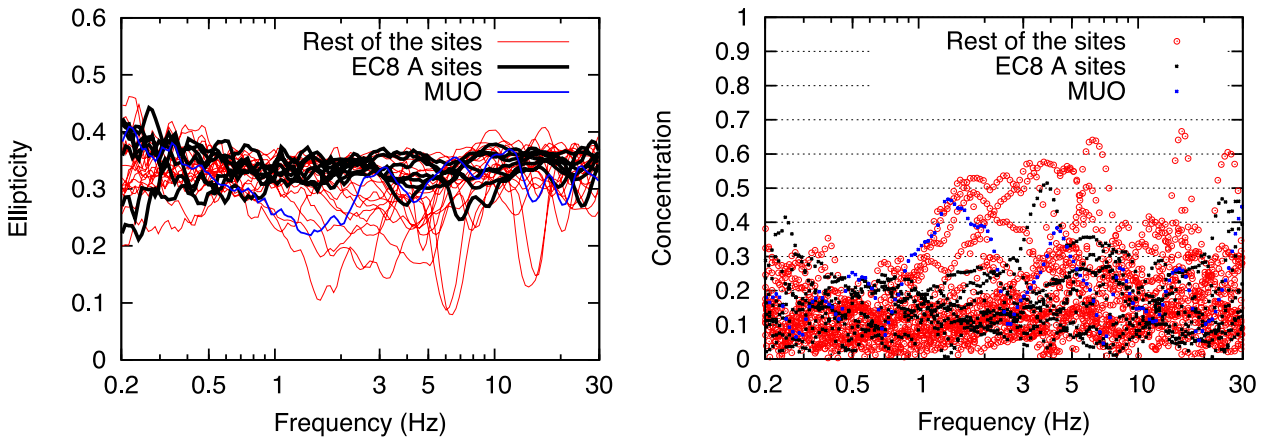 0.6
0.5
0.4
0.3
0.2
0.1
0
Ellipticity
Rest of the sites
EC8 A sites
MUO
0.2 0.5 1 3 5 10 30
Frequency (Hz)
1
0.9
0.8
0.7
0.6
0.5
0.4
0.3
0.2
0.1
0
Concentration
Rest of the sites
EC8 A sites
MUO
0.2 0.5 1 3 5 10 30
Frequency (Hz)